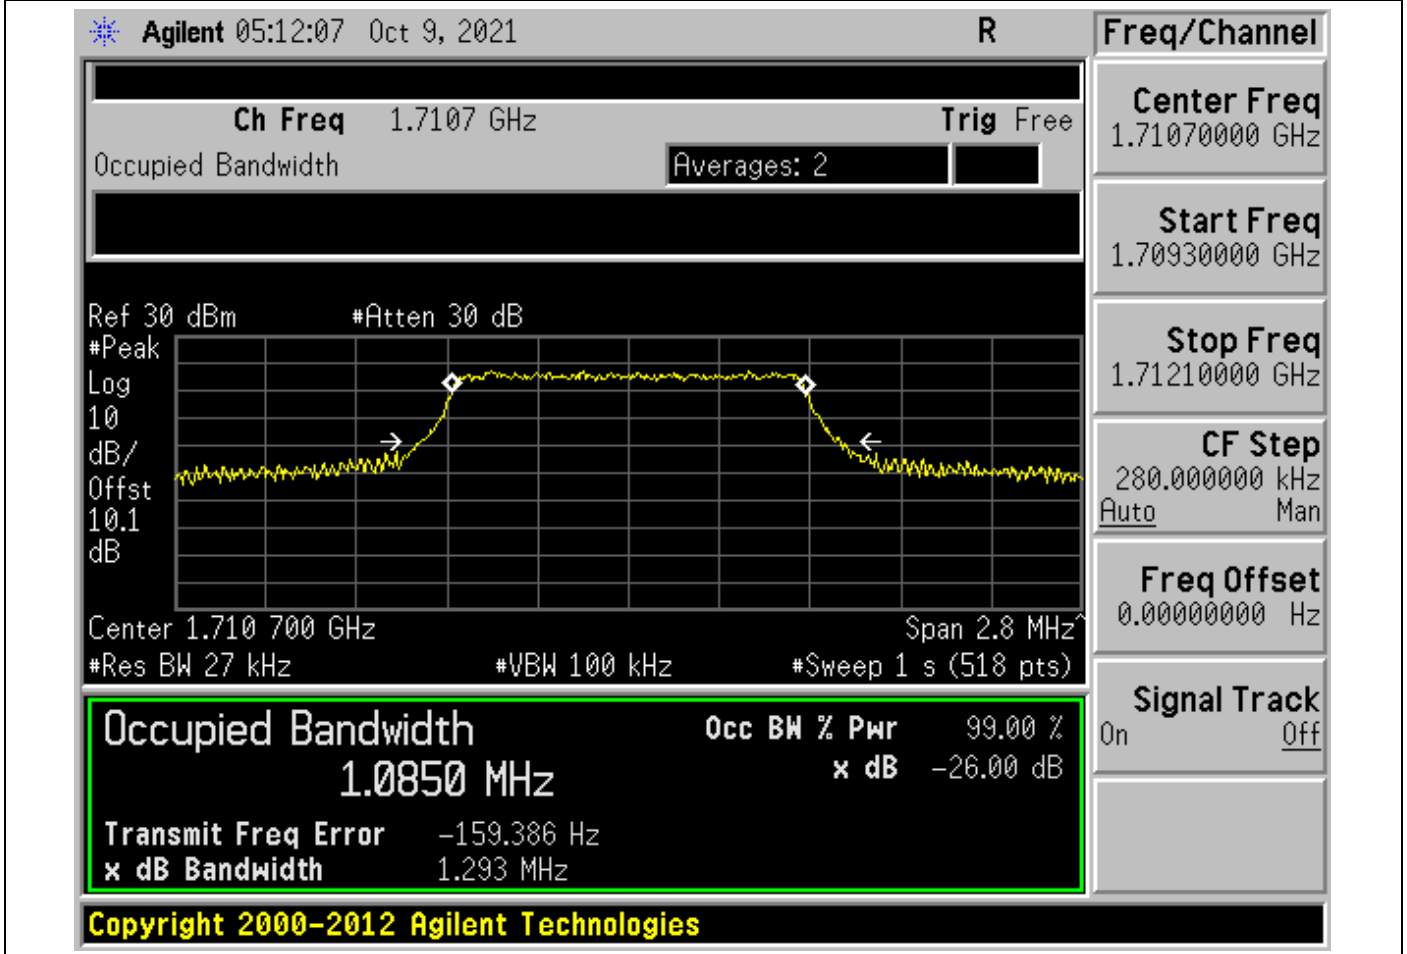 Agilent 05:12:07 Oct 9, 2021 R Freq/Channel
Ch Freq 1.7107 GHz Trig Free
Occupied Bandwidth Averages: 2
Center Freq
1.71070000 GHz
Start Freq
1.70930000 GHz
Stop Freq
1.71210000 GHz
CF Step
280.000000 kHz
Auto Man
Freq Offset
0.00000000 Hz
Signal Track
On Off
Ref 30 dBm #Atten 30 dB
#Peak
Log
10
dB/
Offst
10.1
dB
Center 1.710 700 GHz Span 2.8 MHz^
#Res BW 27 kHz #VBW 100 kHz #Sweep 1 s (518 pts)
Occupied Bandwidth Occ BW % Pwr 99.00 %
1.0850 MHz x dB -26.00 dB
Transmit Freq Error -159.386 Hz
x dB Bandwidth 1.293 MHz
Copyright 2000-2012 Agilent Technologies